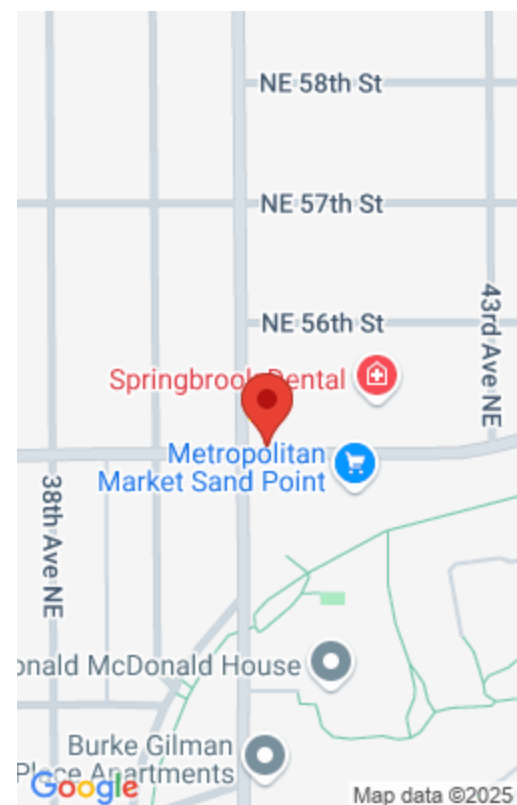 NE 58th St
NE 57th St
43rd Ave NE
NE 56th St
Springbrook Dental
Metropolitan
Market Sand Point
38th Ave NE
onald McDonald House
Burke Gilman
Place Apartments
Google
Map data ©2025